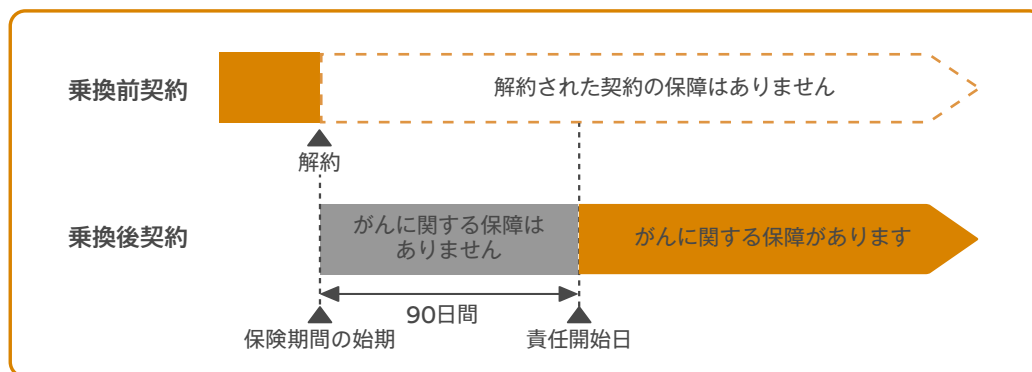 乗換前契約
解約された契約の保障はありません
解約
乗換後契約
がんに関する保障は
ありません
がんに関する保障があります
90日間
保険期間の始期
責任開始日